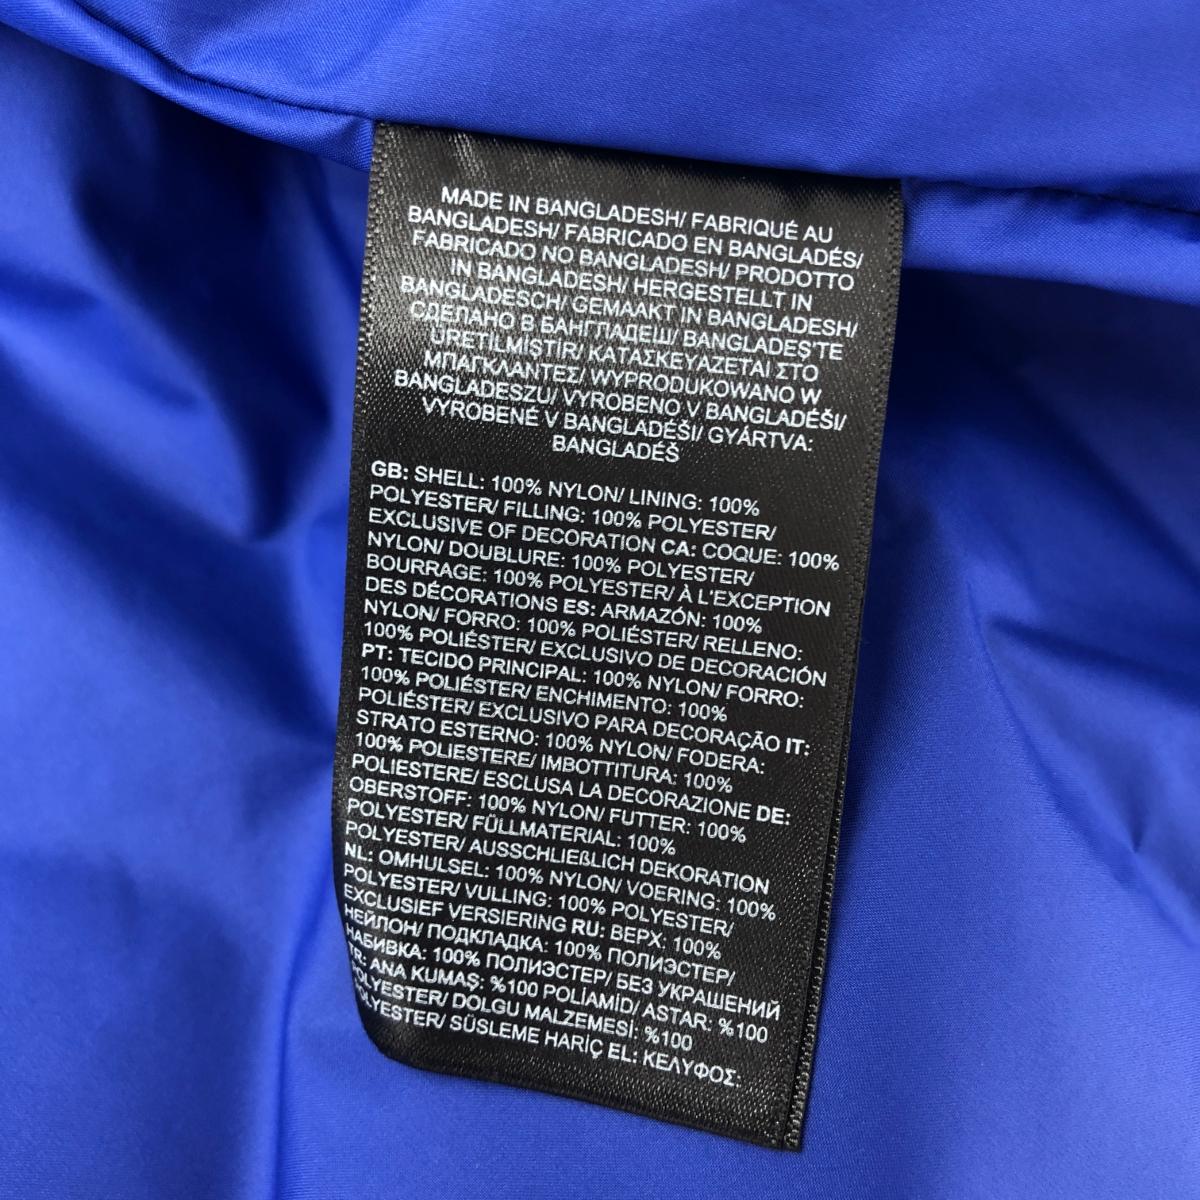 MADE IN BANGLADESH/ FABRIQUÉ AU
BANGLADESH/ FABRICADO EN BANGLADÉS/
FABRICADO NO BANGLADESH/ PRODOTTO
IN BANGLADESH/ HERGESTELLT IN
BANGLADESCH/ GEMAAKT IN BANGLADESH/
СДЕЛАНО В БАНГЛАДЕШ/ BANGLADEŞ'TE
ÜRETİLMİŞTİR/ ΚΑΤΑΣΚΕΥΑΖΕΤΑΙ ΣΤΟ
ΜΠΑΓΚΛΑΝΤΕΣ/ WYPRODUKOWANO W
BANGLADESZU/ VYROBENO V BANGLADÉŠI/
VYROBENÉ V BANGLADÉŠI/ GYÁRTVA:
BANGLADÉŠ
GB: SHELL: 100% NYLON/ LINING: 100%
POLYESTER/ FILLING: 100% POLYESTER/
EXCLUSIVE OF DECORATION CA: COQUE: 100%
NYLON/ DOUBLURE: 100% POLYESTER/
BOURRAGE: 100% POLYESTER/ À L'EXCEPTION
DES DÉCORATIONS ES: ARMAZÓN: 100%
NYLON/ FORRO: 100% POLIÉSTER/ RELLENO:
100% POLIÉSTER/ EXCLUSIVO DE DECORACIÓN
PT: TECIDO PRINCIPAL: 100% NYLON/ FORRO:
100% POLIÉSTER/ ENCHIMENTO: 100%
POLIÉSTER/ EXCLUSIVO PARA DECORAÇÃO IT:
STRATO ESTERNO: 100% NYLON/ FODERA:
100% POLIESTERE/ IMBOTTITURA: 100%
POLIESTERE/ ESCLUSA LA DECORAZIONE DE:
OBERSTOFF: 100% NYLON/ FUTTER: 100%
POLYESTER/ FÜLLMATERIAL: 100%
POLYESTER/ AUSSCHLIEßLICH DEKORATION
NL: OMHULSEL: 100% NYLON/ VOERING: 100%
POLYESTER/ VULLING: 100% POLYESTER/
EXCLUSIEF VERSIERING RU: ВЕРХ: 100%
НЕЙЛОН/ ПОДКЛАДКА: 100% ПОЛИЭСТЕР/
НАБИВКА: 100% ПОЛИЭСТЕР/ БЕЗ УКРАШЕНИЙ
TR: ANA KUMAŞ: %100 POLİAMİD/ ASTAR: %100
POLYESTER/ DOLGU MALZEMESİ: %100
POLYESTER/ SÜSLEME HARİÇ EL: ΚΕΛΥΦΟΣ: